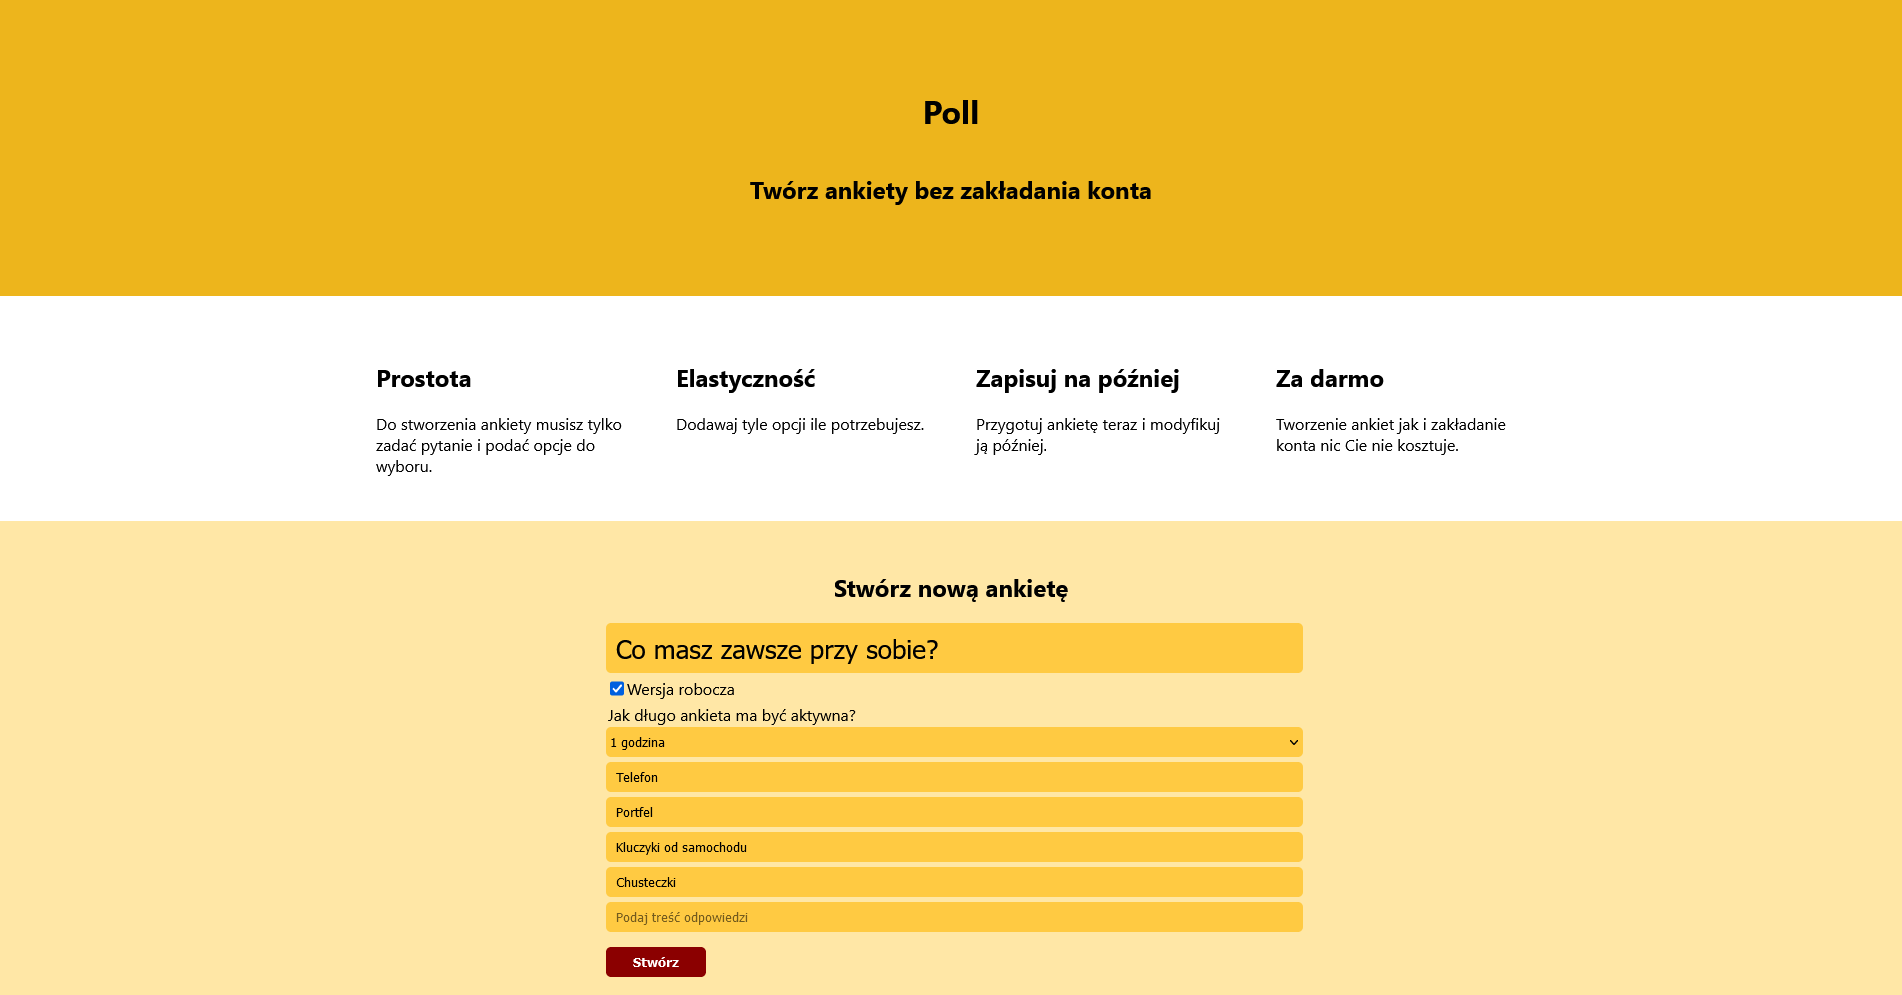 Poll
Twórz ankiety bez zakładania konta
Prostota
Do stworzenia ankiety musisz tylko
zadać pytanie i podać opcje do
wyboru.
Elastyczność
Dodawaj tyle opcji ile potrzebujesz.
Zapisuj na później
Przygotuj ankietę teraz i modyfikuj
ją później.
Za darmo
Tworzenie ankiet jak i zakładanie
konta nic Cie nie kosztuje.
Stwórz nową ankietę
Co masz zawsze przy sobie?
Wersja robocza
Jak długo ankieta ma być aktywna?
1 godzina
Telefon
Portfel
Kluczyki od samochodu
Chusteczki
Podaj treść odpowiedzi
Stwórz